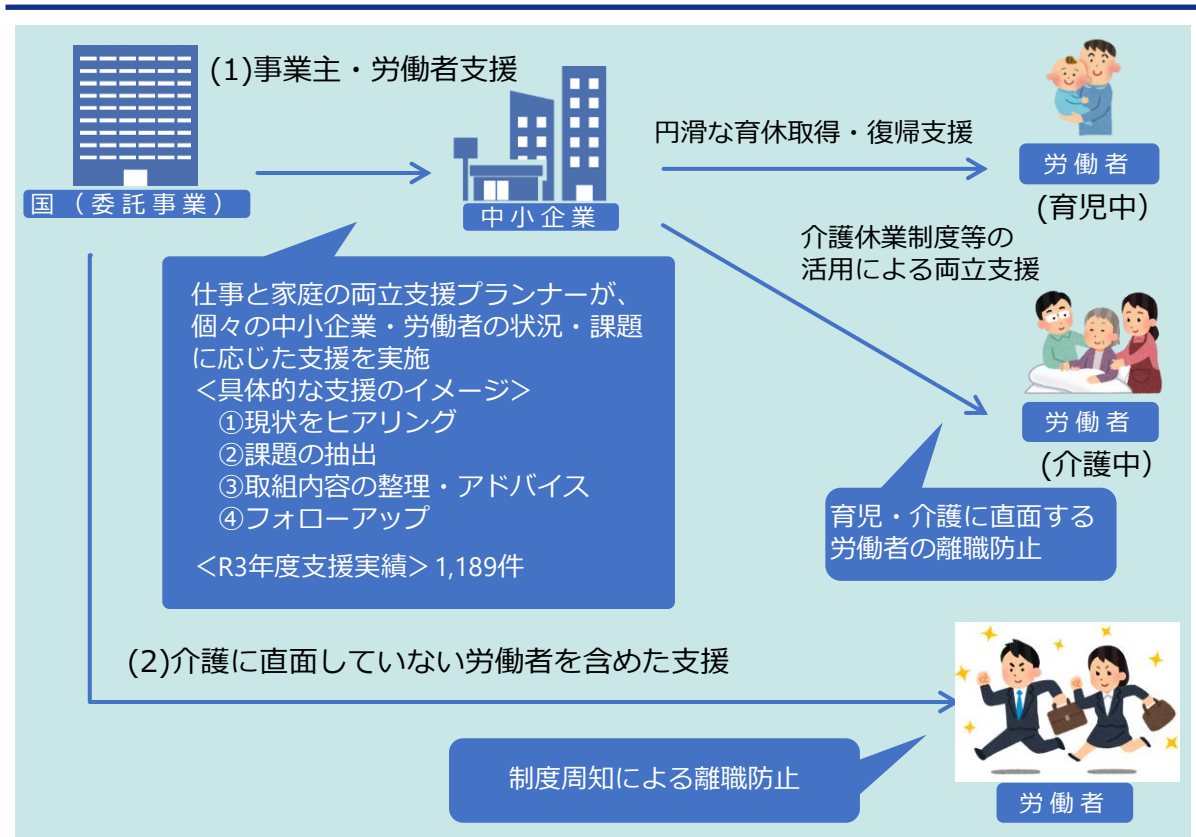 (1)事業主・労働者支援
国（委託事業）
中小企業
円滑な育休取得・復帰支援
労働者
(育児中)
介護休業制度等の
活用による両立支援
労働者
(介護中)
仕事と家庭の両立支援プランナーが、
個々の中小企業・労働者の状況・課題
に応じた支援を実施
＜具体的な支援のイメージ＞
①現状をヒアリング
②課題の抽出
③取組内容の整理・アドバイス
④フォローアップ
＜R3年度支援実績＞1,189件
育児・介護に直面する
労働者の離職防止
(2)介護に直面していない労働者を含めた支援
制度周知による離職防止
労働者